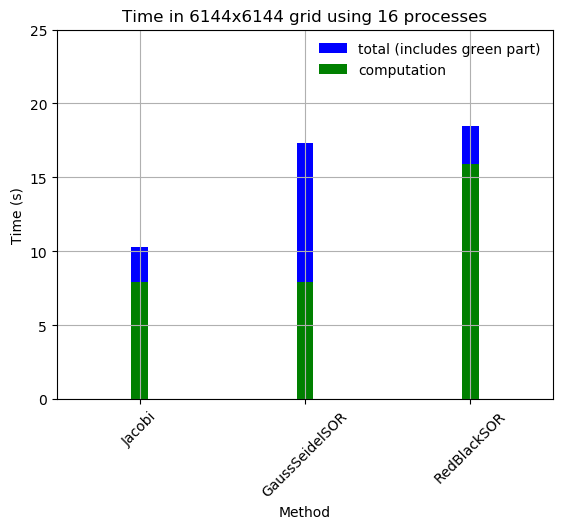 Time in 6144x6144 grid using 16 processes
25
20
15
10
5
0
Time (s)
total (includes green part)
computation
Jacobi
GaussSeidelSOR
RedBlackSOR
Method